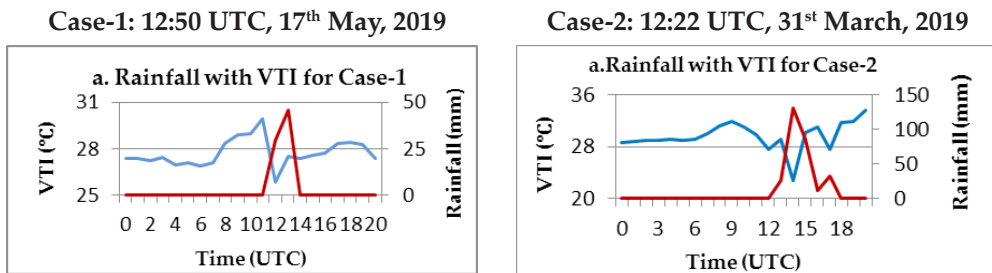 Case-1: 12:50 UTC, 17th May, 2019
a. Rainfall with VTI for Case-1
VTI (°C)
31
28
25
50
25
0
Rainfall (mm)
0 2 4 6 8 10 12 14 16 18 20
Time (UTC)
Case-2: 12:22 UTC, 31st March, 2019
a.Rainfall with VTI for Case-2
VTI (°C)
36
28
20
150
100
50
0
Rainfall (mm)
0 3 6 9 12 15 18
Time (UTC)